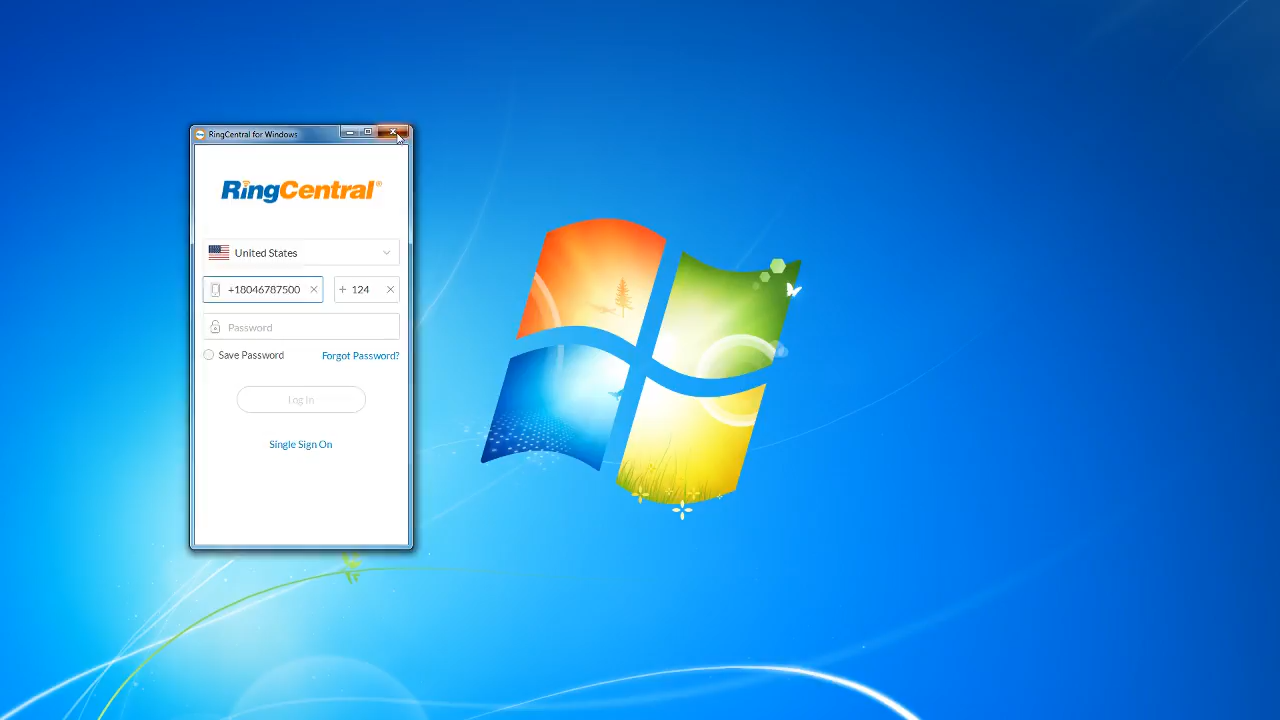 RingCentral for Windows
RingCentral®
United States
+18046787500
+ 124
Password
Save Password
Forgot Password?
Log In
Single Sign On